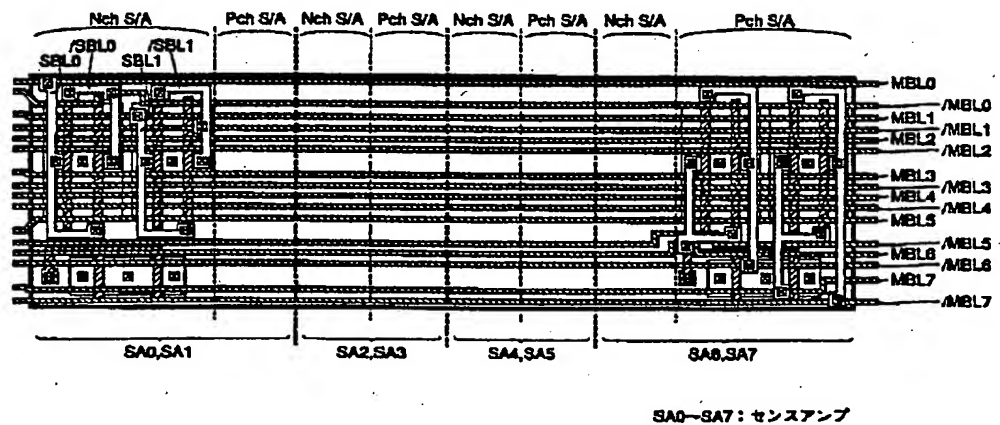 Nch S/A Pch S/A Nch S/A Pch S/A Nch S/A Pch S/A Nch S/A Pch S/A
/SBL0 /SBL1
SBL0 SBL1
MBL0
/MBL0
MBL1
/MBL1
MBL2
/MBL2
MBL3
/MBL3
MBL4
/MBL4
MBL5
/MBL5
MBL6
/MBL6
MBL7
/MBL7
SA0,SA1 SA2,SA3 SA4,SA5 SA6,SA7
SA0~SA7:センスアンプ